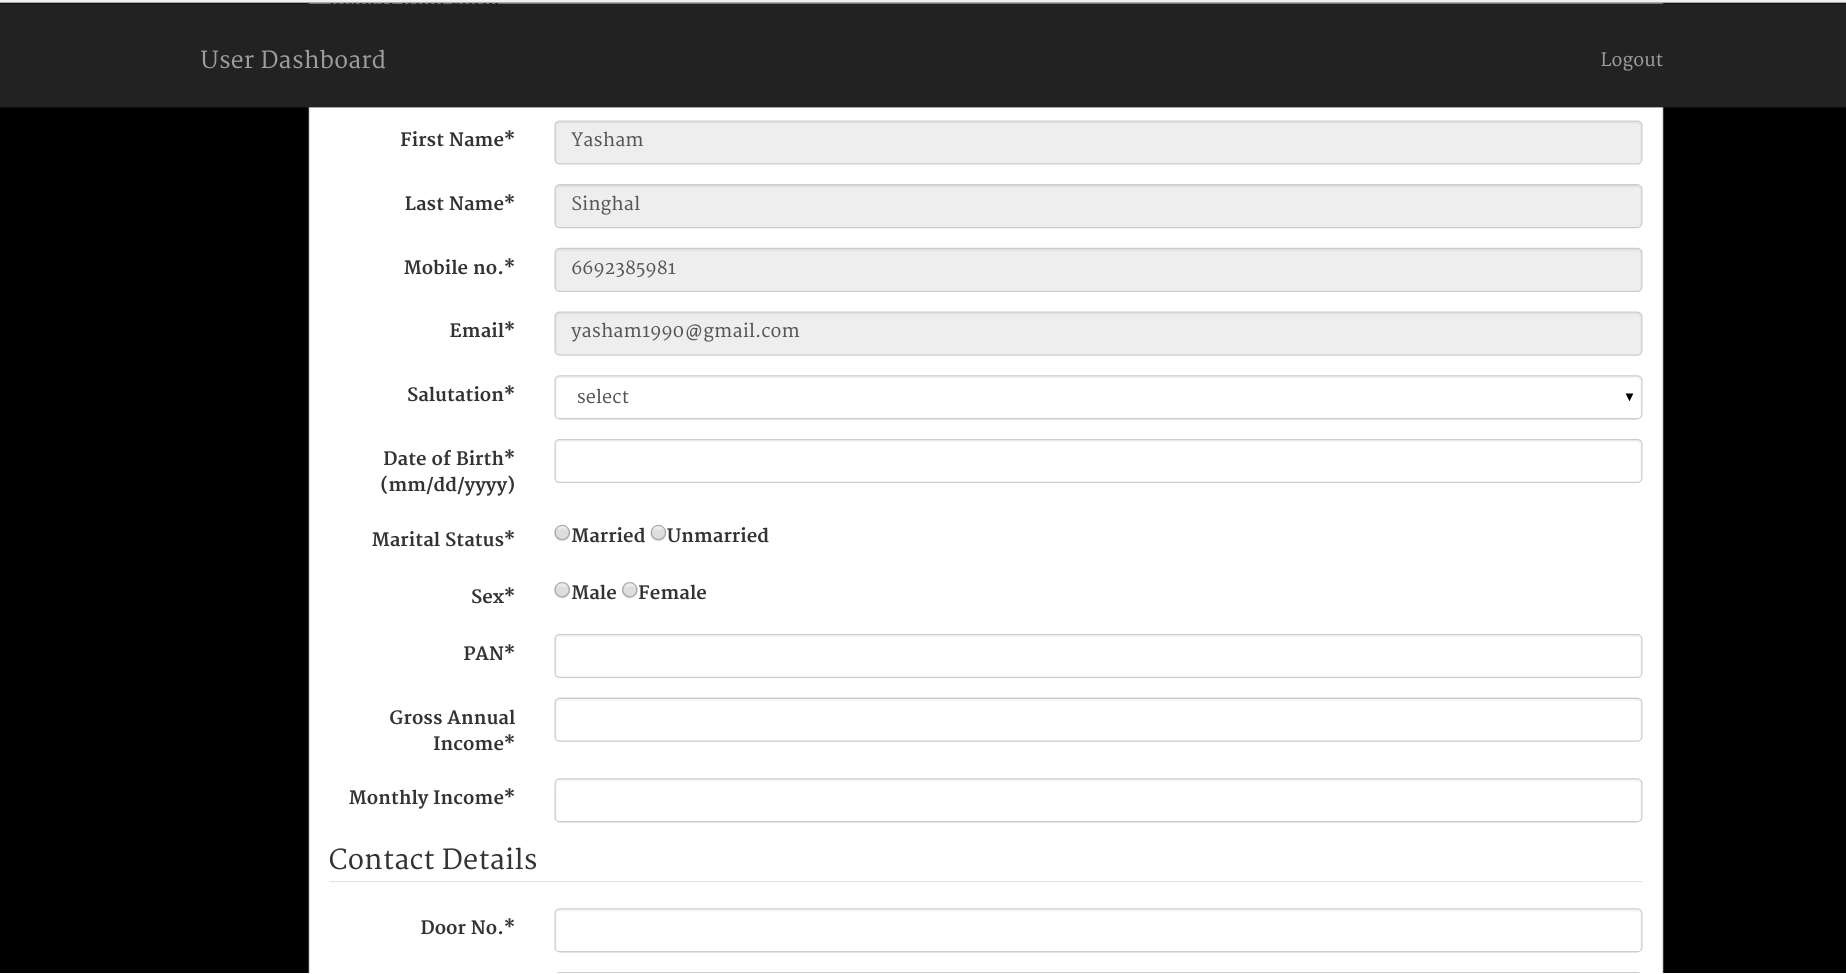 User Dashboard
Logout
First Name*
Yasham
Last Name*
Singhal
Mobile no.*
6692385981
Email*
yasham1990@gmail.com
Salutation*
select
Date of Birth*
(mm/dd/yyyy)
Marital Status*
Married Unmarried
Sex*
Male Female
PAN*
Gross Annual
Income*
Monthly Income*
Contact Details
Door No.*